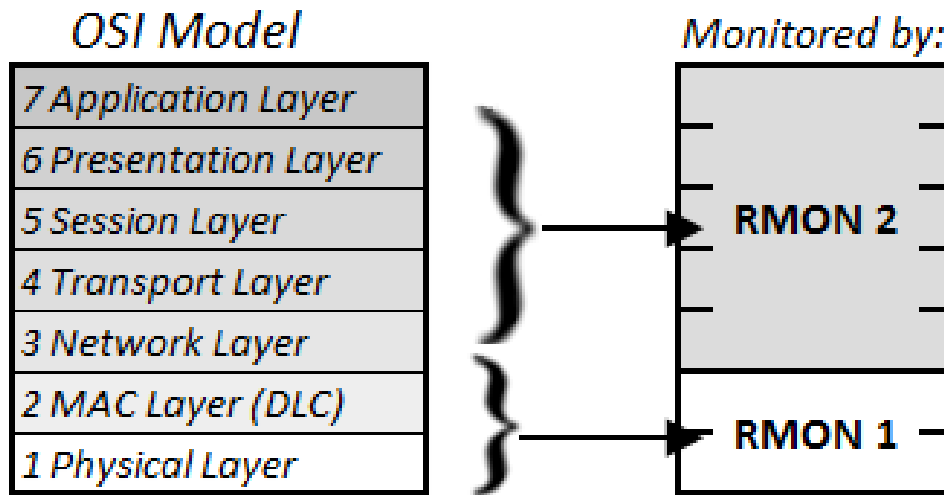 OSI Model
Monitored by:
7 Application Layer
6 Presentation Layer
5 Session Layer
4 Transport Layer
3 Network Layer
2 MAC Layer (DLC)
1 Physical Layer
RMON 2
RMON 1